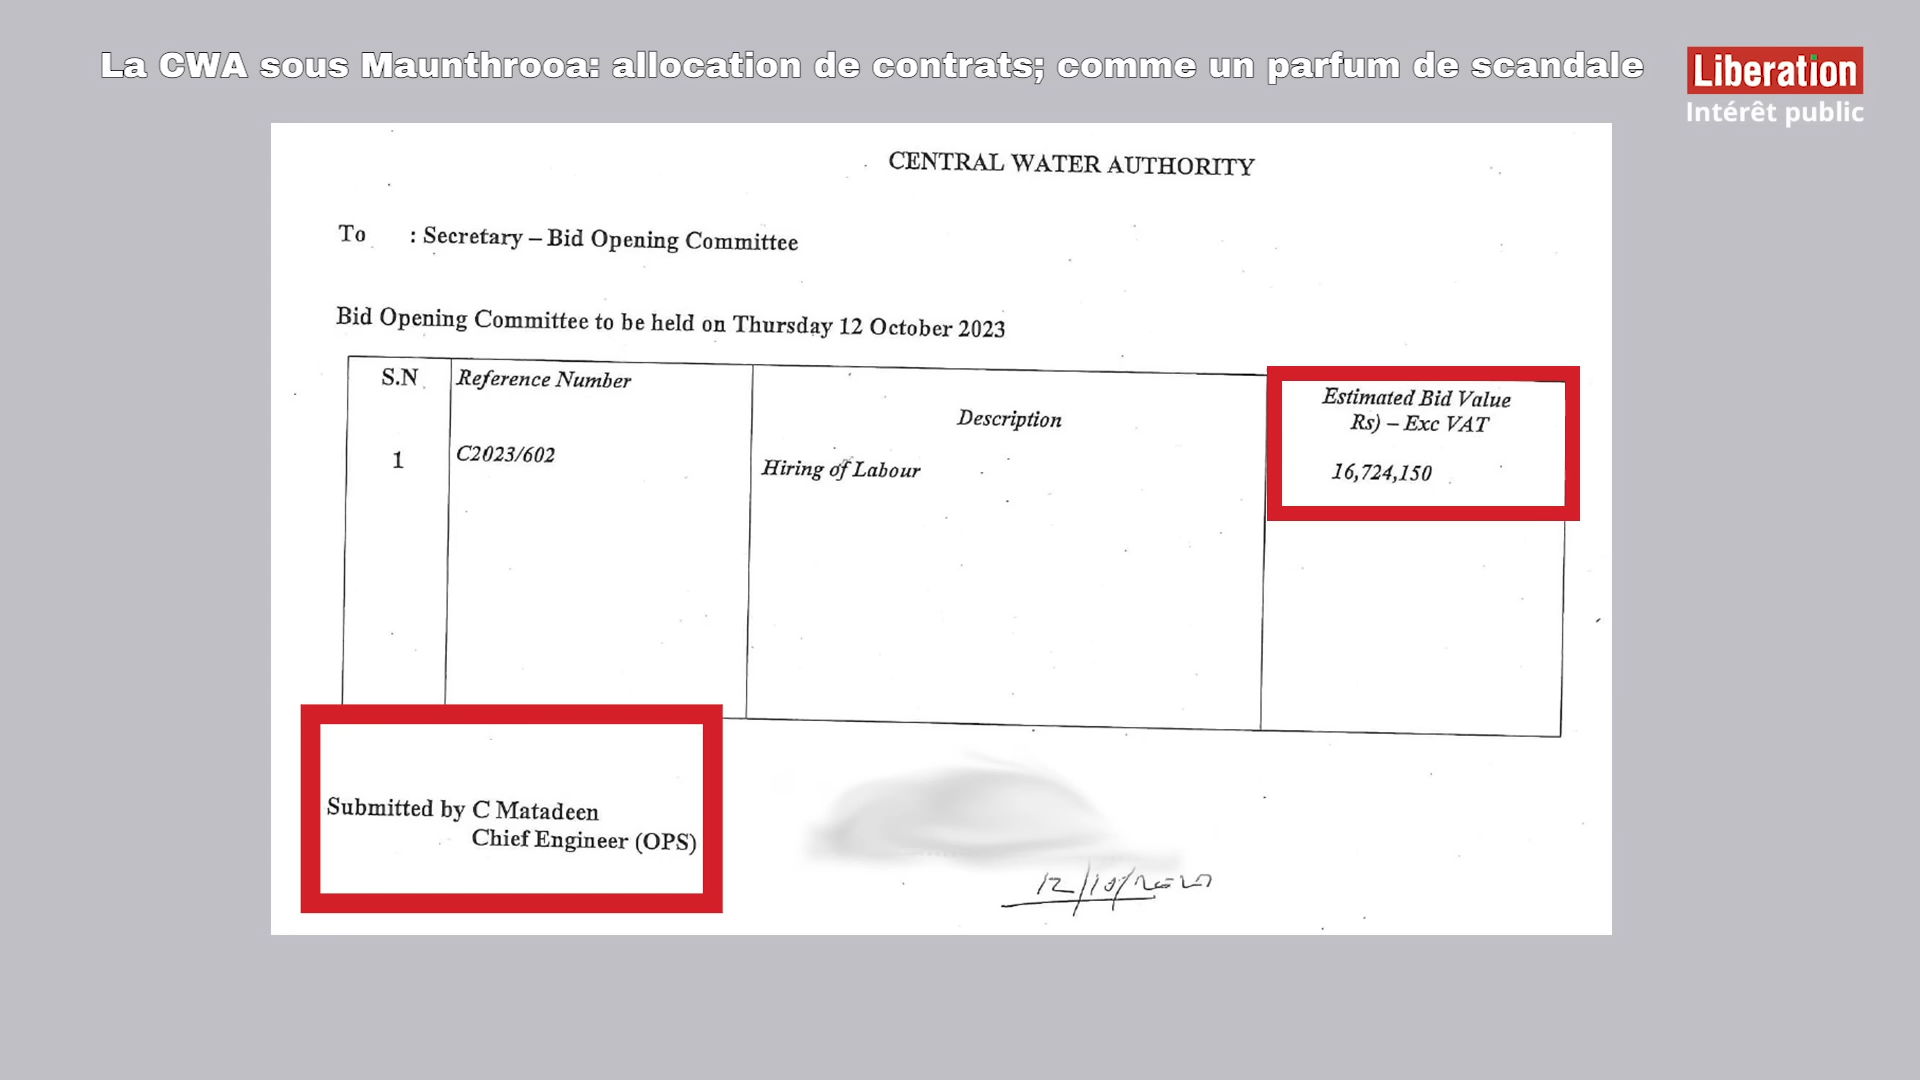 La CWA sous Maunthrooa: allocation de contrats; comme un parfum de scandale
Liberation
Intérêt public
CENTRAL WATER AUTHORITY
To : Secretary – Bid Opening Committee
Bid Opening Committee to be held on Thursday 12 October 2023
S.N
Reference Number
Description
Estimated Bid Value
Rs) – Exc VAT
1
C2023/602
Hiring of Labour
16,724,150
Submitted by C Matadeen
Chief Engineer (OPS)